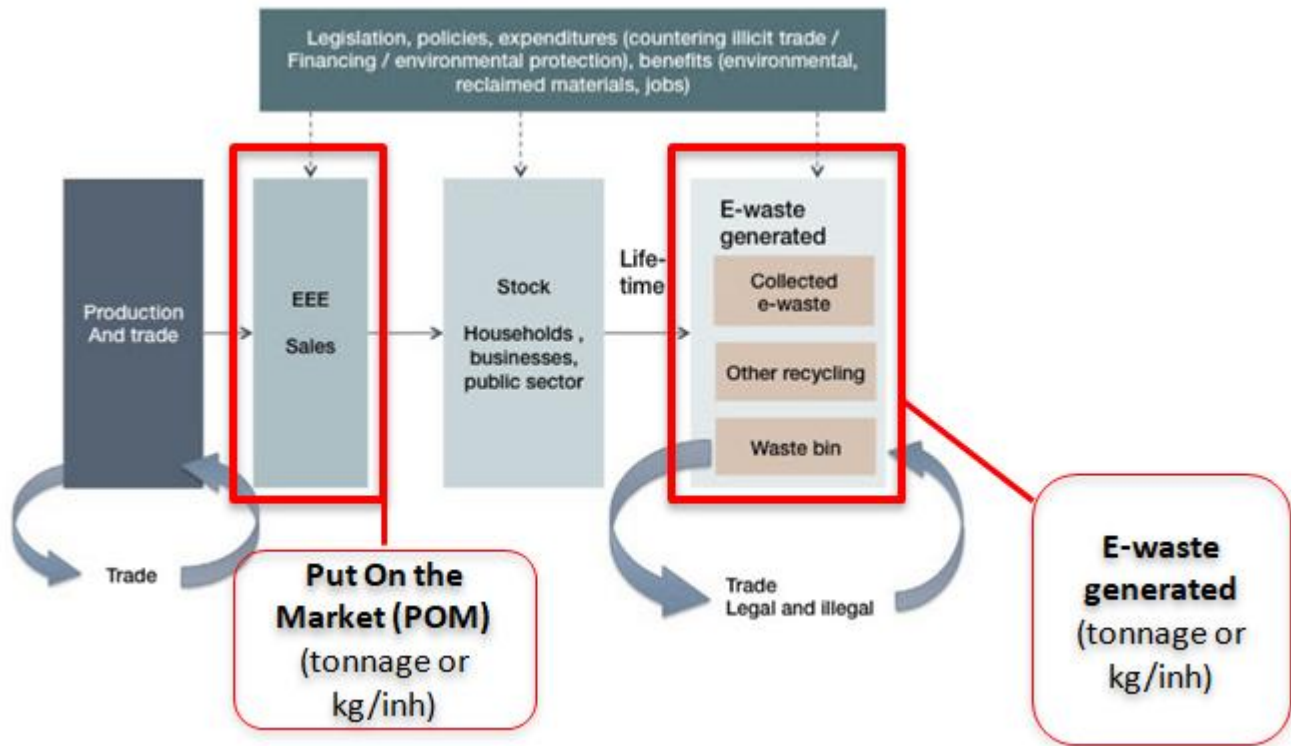 Legislation, policies, expenditures (countering illicit trade /
Financing / environmental protection), benefits (environmental,
reclaimed materials, jobs)
Production
And trade
EEE
Sales
Stock
Households ,
businesses,
public sector
Life-
time
E-waste
generated
Collected
e-waste
Other recycling
Waste bin
Trade
Trade
Legal and illegal
Put On the
Market (POM)
(tonnage or
kg/inh)
E-waste
generated
(tonnage or
kg/inh)